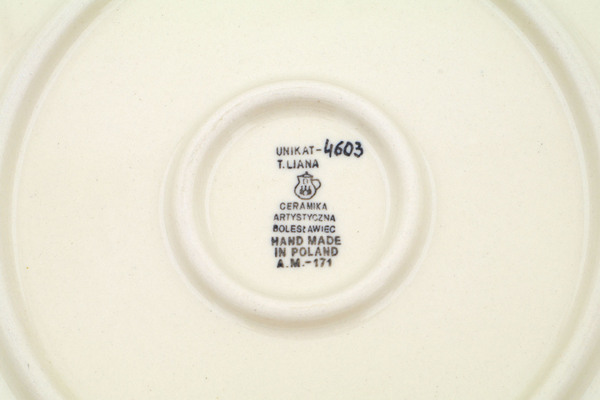 UNIKAT-4603
T. LIANA
CERAMIKA
ARTYSTYCZNA
BOLESŁAWIEC
HAND MADE
IN POLAND
A.M.-171